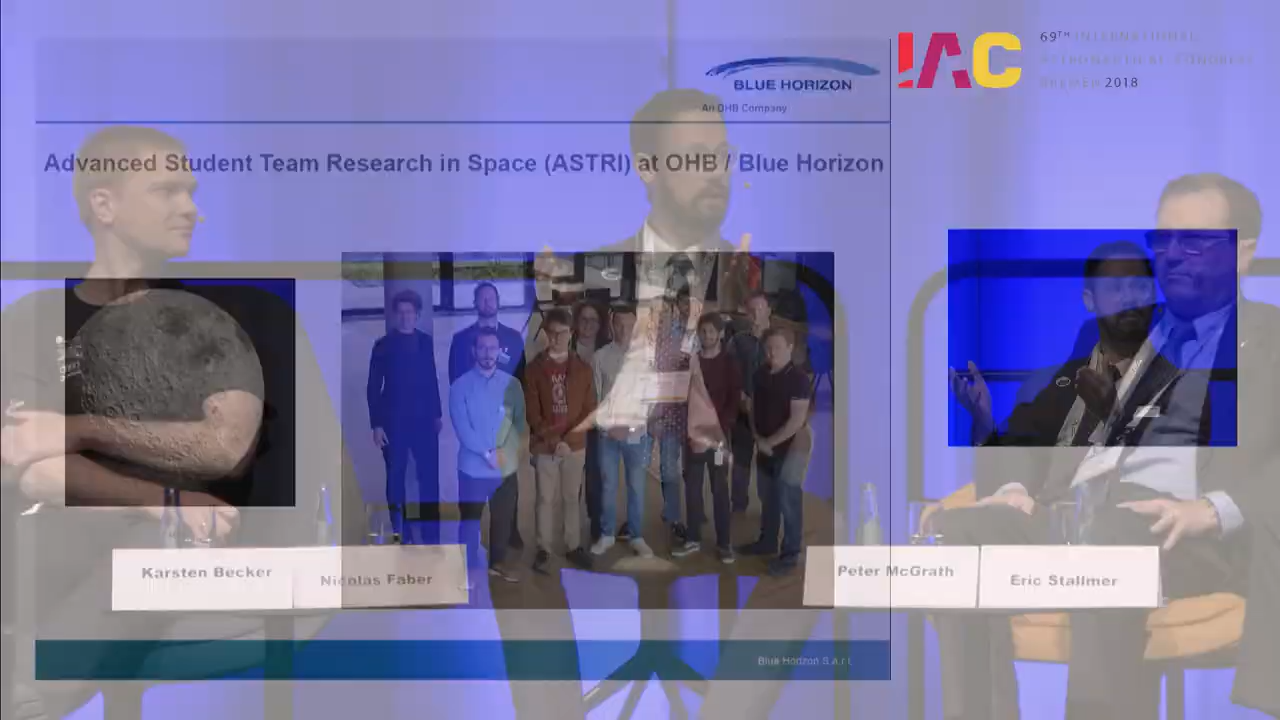 BLUE HORIZON
An OHB Company
Advanced Student Team Research in Space (ASTRI) at OHB / Blue Horizon
IAC
69TH INTERNATIONAL
ASTRONAUTICAL CONGRESS
BREMEN 2018
Karsten Becker
Nicolas Faber
Peter McGrath
Eric Stallmer
Blue Horizon S.à r.l.